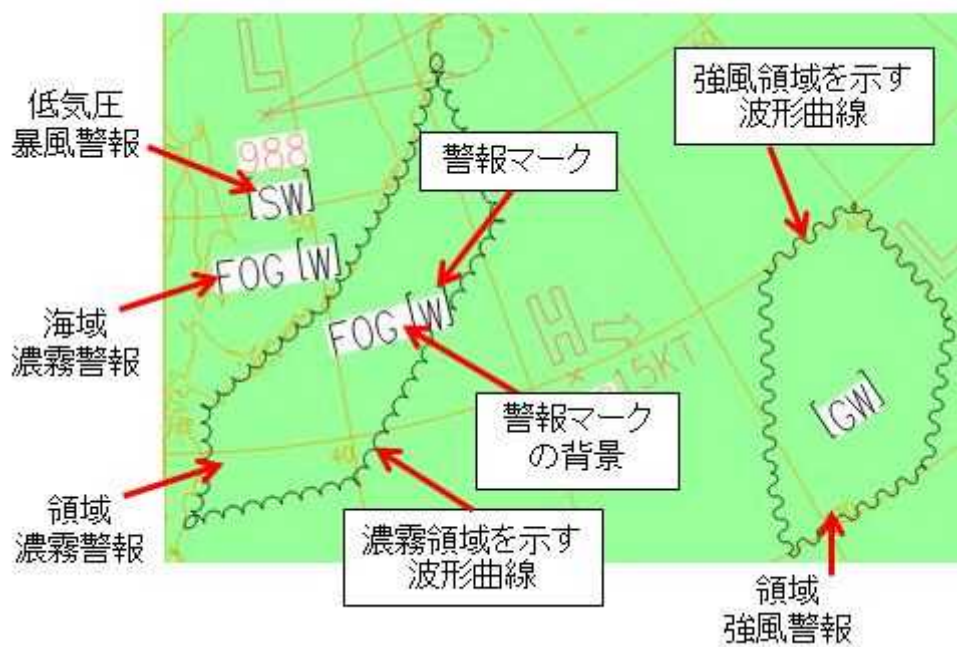 低気圧
暴風警報
988
[SW]
警報マーク
強風領域を示す
波形曲線
FOG [W]
海域
濃霧警報
FOG [W]
L
L
H
15KT
[GW]
警報マーク
の背景
40
領域
濃霧警報
濃霧領域を示す
波形曲線
領域
強風警報